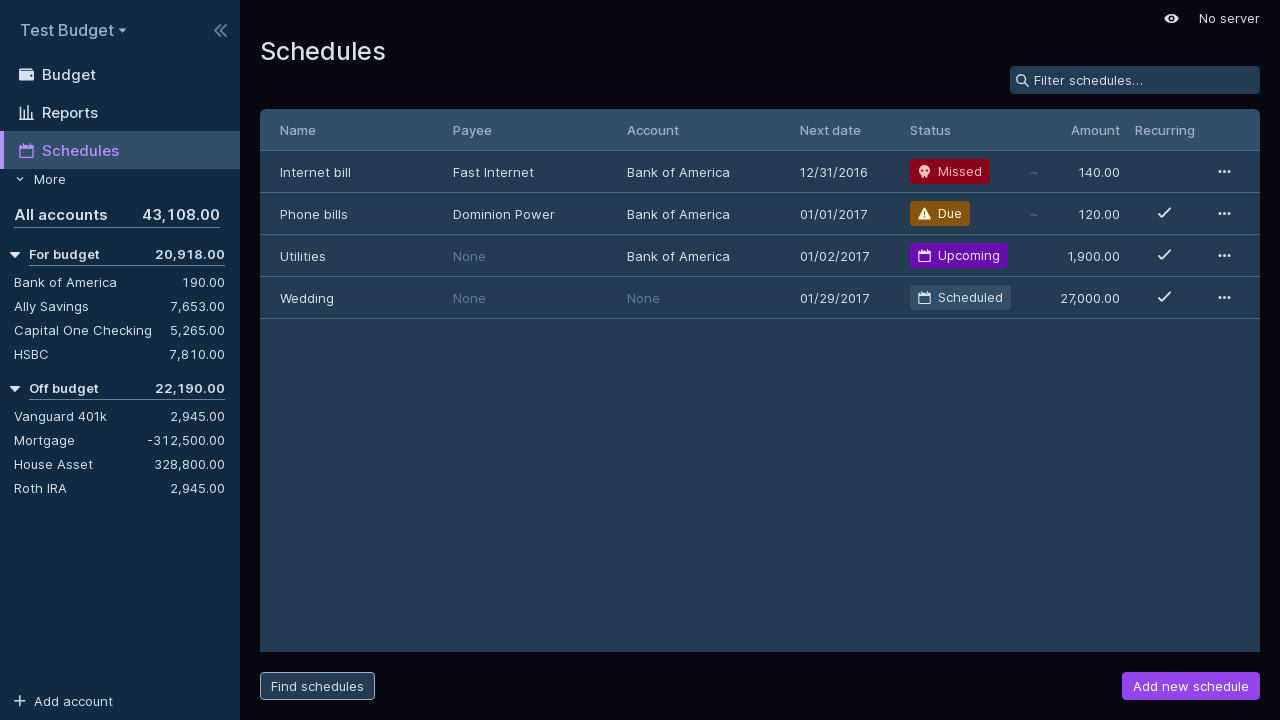 Test Budget
No server
Budget
Reports
Schedules
More
All accounts 43,108.00
For budget 20,918.00
Bank of America 190.00
Ally Savings 7,653.00
Capital One Checking 5,265.00
HSBC 7,810.00
Off budget 22,190.00
Vanguard 401k 2,945.00
Mortgage -312,500.00
House Asset 328,800.00
Roth IRA 2,945.00
Add account
Schedules
Filter schedules…
Name Payee Account Next date Status Amount Recurring
Internet bill Fast Internet Bank of America 12/31/2016 Missed ~ 140.00
Phone bills Dominion Power Bank of America 01/01/2017 Due ~ 120.00
Utilities None Bank of America 01/02/2017 Upcoming 1,900.00
Wedding None None 01/29/2017 Scheduled 27,000.00
Find schedules
Add new schedule